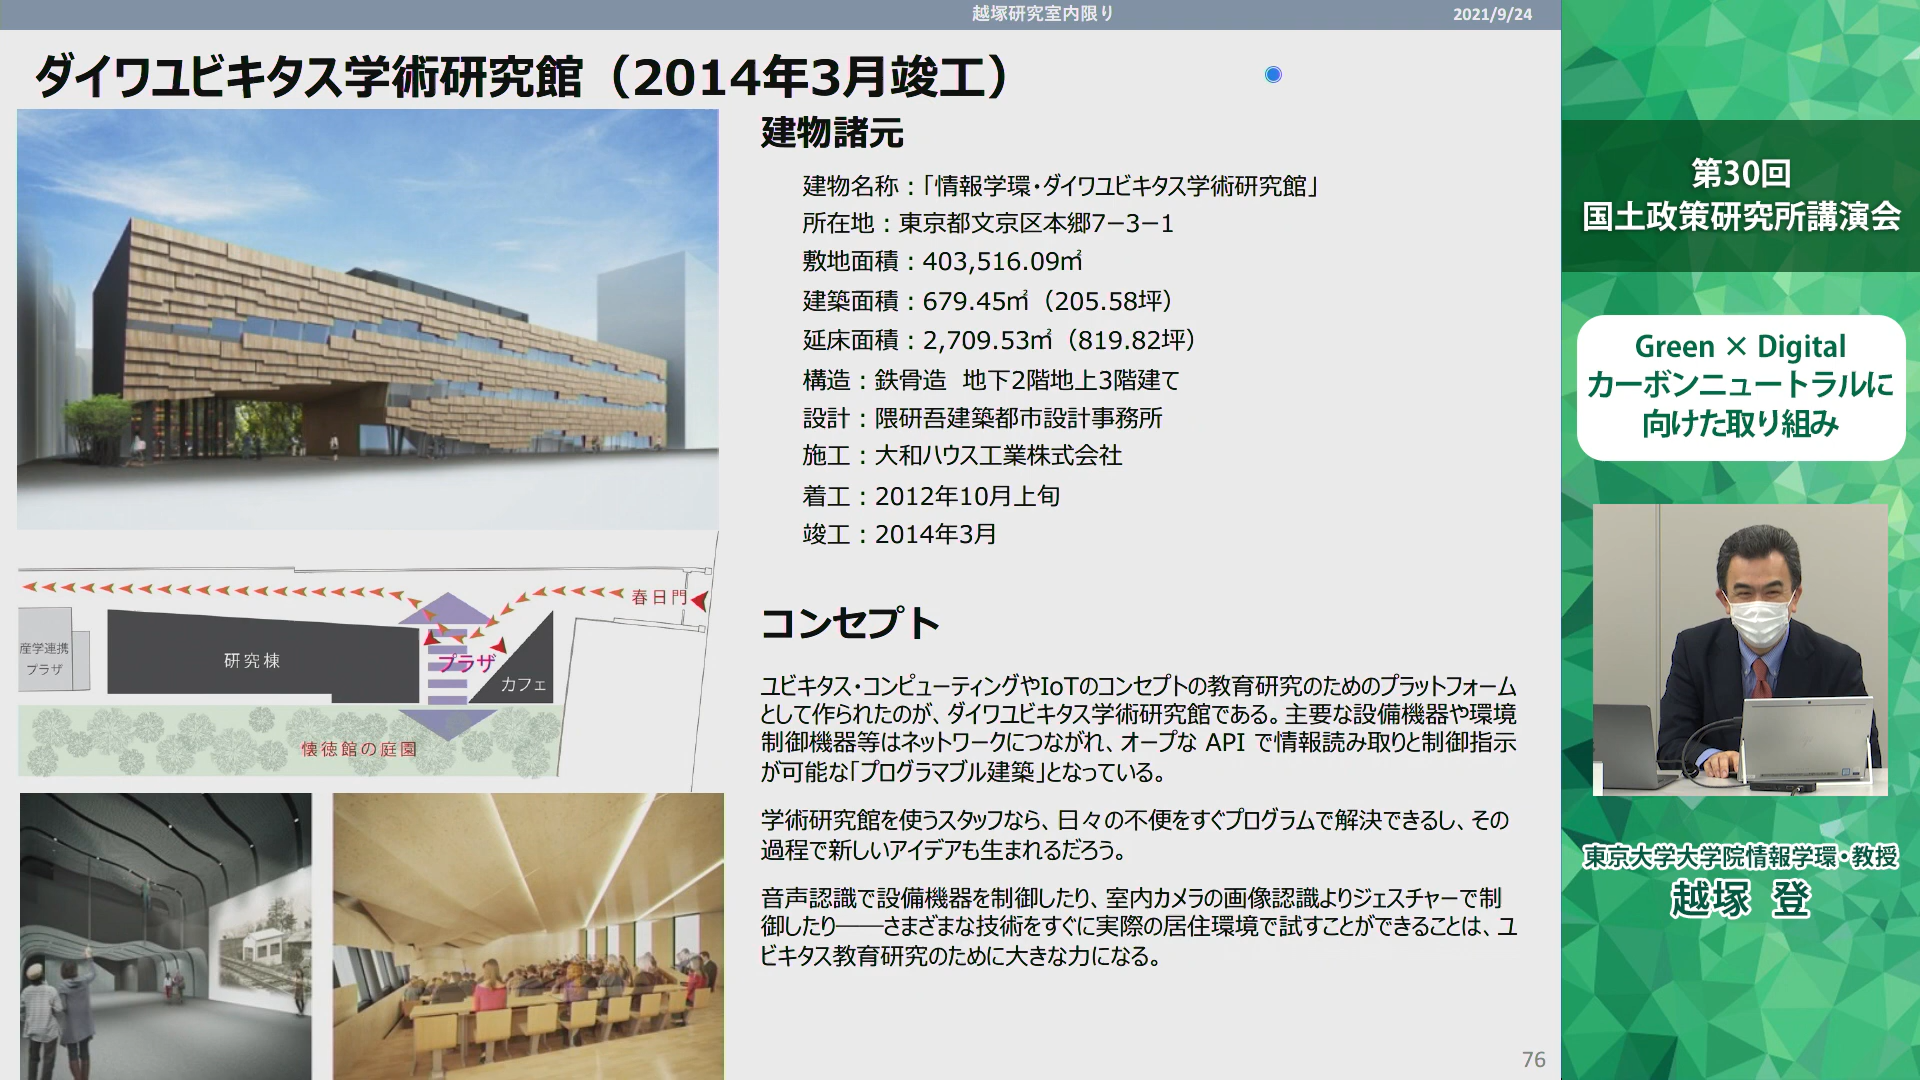 越塚研究室内限り
2021/9/24
ダイワユビキタス学術研究館（2014年3月竣工）
建物諸元
建物名称：「情報学環・ダイワユビキタス学術研究館」
所在地：東京都文京区本郷7−3−1
敷地面積：403,516.09㎡
建築面積：679.45㎡（205.58坪）
延床面積：2,709.53㎡（819.82坪）
構造：鉄骨造 地下2階地上3階建て
設計：隈研吾建築都市設計事務所
施工：大和ハウス工業株式会社
着工：2012年10月上旬
竣工：2014年3月
春日門
産学連携
プラザ
研究棟
プラザ
カフェ
懐徳館の庭園
コンセプト
ユビキタス・コンピューティングやIoTのコンセプトの教育研究のためのプラットフォーム
として作られたのが、ダイワユビキタス学術研究館である。主要な設備機器や環境
制御機器等はネットワークにつながれ、オープな API で情報読み取りと制御指示
が可能な「プログラマブル建築」となっている。
学術研究館を使うスタッフなら、日々の不便をすぐプログラムで解決できるし、その
過程で新しいアイデアも生まれるだろう。
音声認識で設備機器を制御したり、室内カメラの画像認識よりジェスチャーで制
御したり――さまざまな技術をすぐに実際の居住環境で試すことができることは、ユ
ビキタス教育研究のために大きな力になる。
76
第30回
国土政策研究所講演会
Green × Digital
カーボンニュートラルに
向けた取り組み
東京大学大学院情報学環・教授
越塚 登